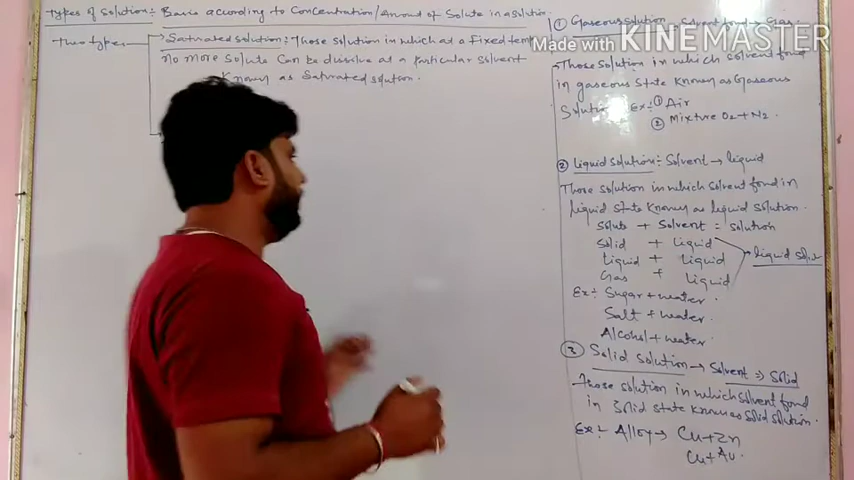 Types of solution:- Basic according to Concentration/Amount of Solute in a solution
The types
Saturated solution:- Those solution in which at a fixed temp
no more solute can be dissolve at a particular solvent
Known as Saturated solution.
① Gaseous solution Solvent fond → Gas
Made with KINEMASTER
Those solution in which solvent fond
in gaseous state known as Gaseous
Solution Ex:- ① Air
② Mixture O2+N2.
② Liquid solution:- Solvent → liquid
Those solution in which solvent fond in
liquid state known as liquid solution.
Solute + Solvent = solution
Solid + Liquid
Liquid + Liquid
Gas + Liquid
liquid solu
Ex:- Sugar + water.
Salt + water.
Alcohol + water.
③ Solid solution → Solvent ⇒ Solid
Those solution in which solvent fond
in Solid state known as solid solution.
Ex:- Alloy → Cu+Zn
Cu+Au.